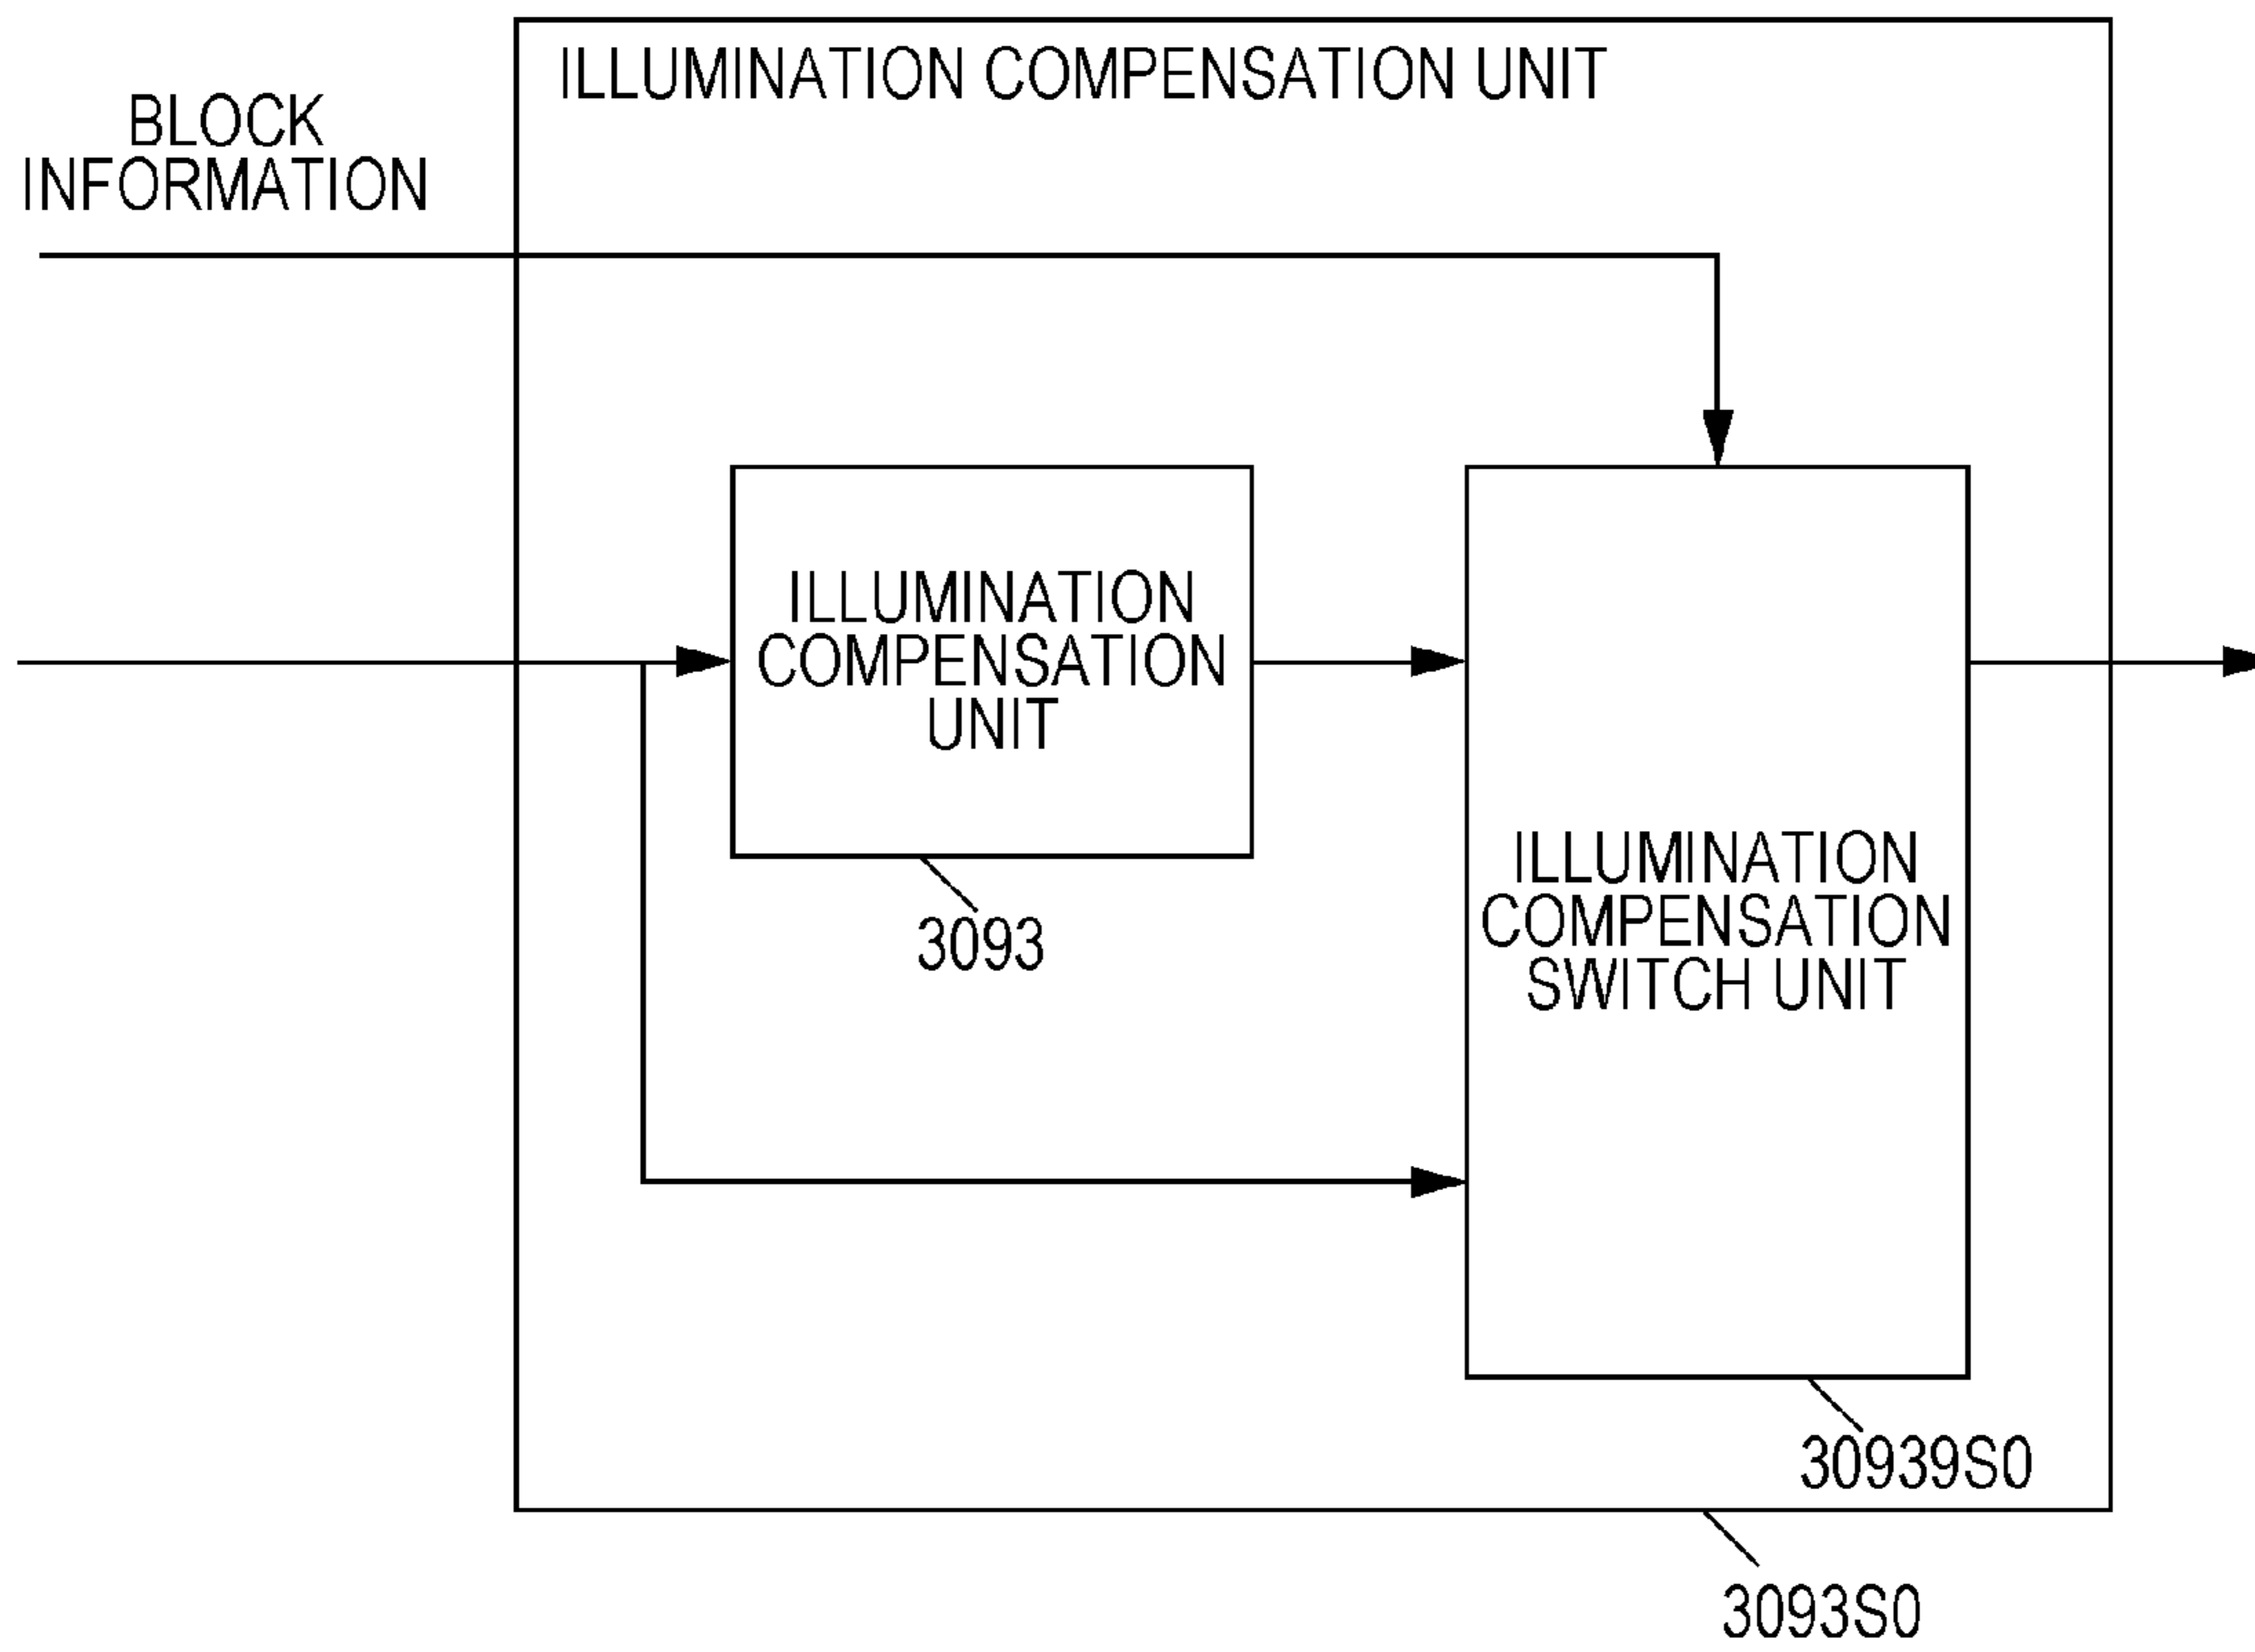 ILLUMINATION COMPENSATION UNIT
BLOCK
INFORMATION
ILLUMINATION
COMPENSATION
UNIT
3093
ILLUMINATION
COMPENSATION
SWITCH UNIT
30939S0
3093S0